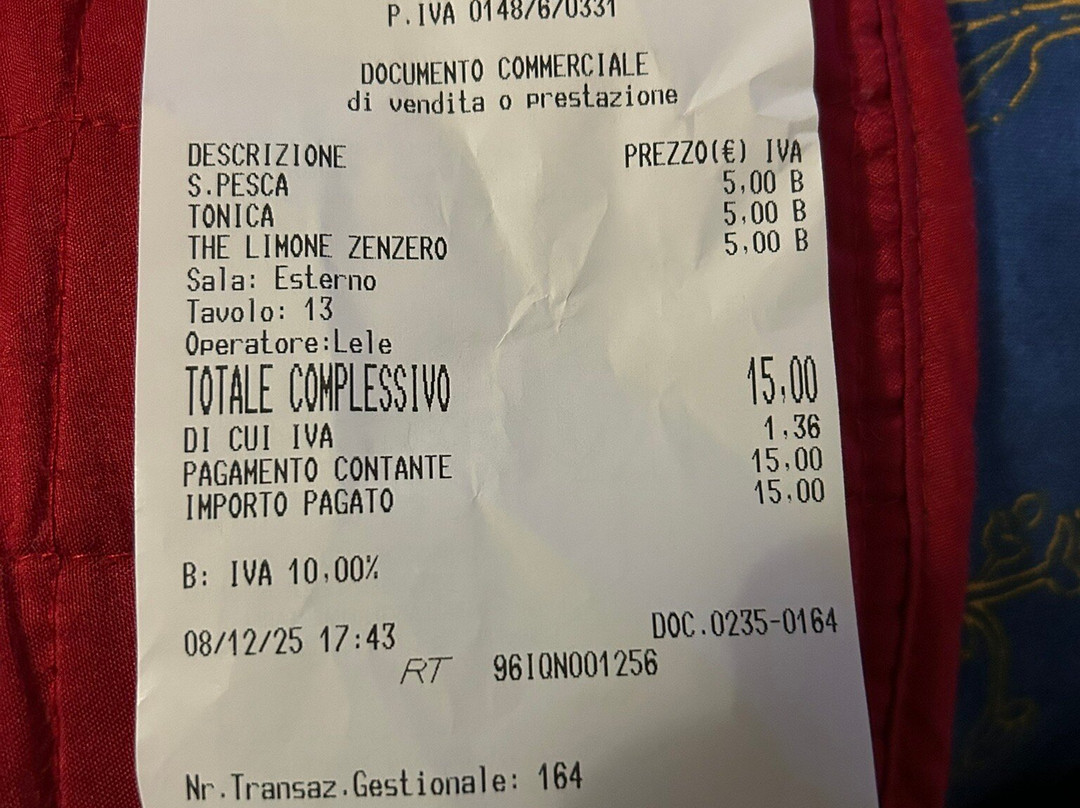 P.IVA
DOCUMENTO COMMERCIALE
di vendita o prestazione
DESCRIZIONE PREZZO(€) IVA
S.PESCA 5,00 B
TONICA 5,00 B
THE LIMONE ZENZERO 5,00 B
Sala: Esterno
Tavolo: 13
Operatore:Lele
TOTALE COMPLESSIVO 15,00
DI CUI IVA 1,36
PAGAMENTO CONTANTE 15,00
IMPORTO PAGATO 15,00
B: IVA 10,00%
08/12/25 17:43 DOC.0235-0164
RT 96IQN001256
Nr.Transaz.Gestionale: 164